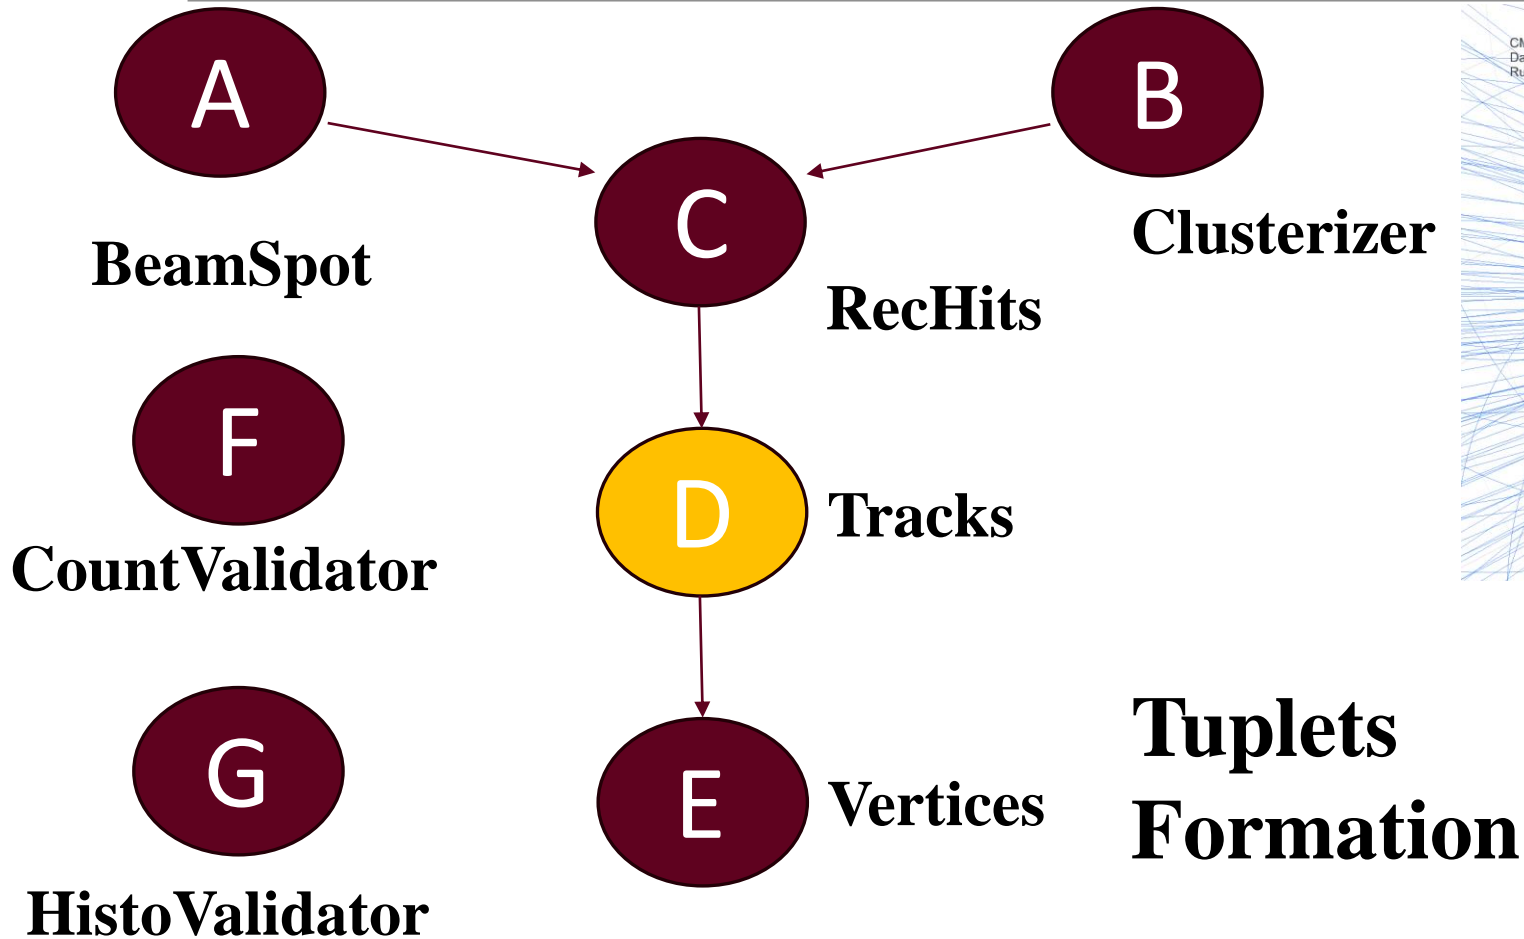 A
B
C
BeamSpot
Clusterizer
RecHits
F
D
Tracks
CountValidator
G
E
Vertices
Tuplets
Formation
HistoValidator